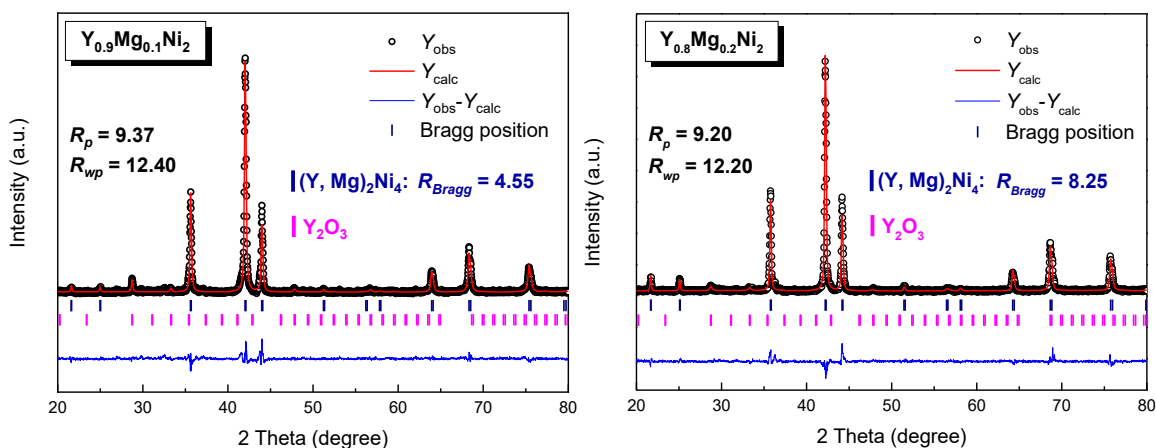 Y0.9Mg0.1Ni2
Yobs
Ycalc
Yobs-Ycalc
Bragg position
Rp = 9.37
Rwp = 12.40
(Y, Mg)2Ni4: RBragg = 4.55
Y2O3
Intensity (a.u.)
20 30 40 50 60 70 80
2 Theta (degree)
Y0.8Mg0.2Ni2
Yobs
Ycalc
Yobs-Ycalc
Bragg position
Rp = 9.20
Rwp = 12.20
(Y, Mg)2Ni4: RBragg = 8.25
Y2O3
Intensity (a.u.)
20 30 40 50 60 70 80
2 Theta (degree)